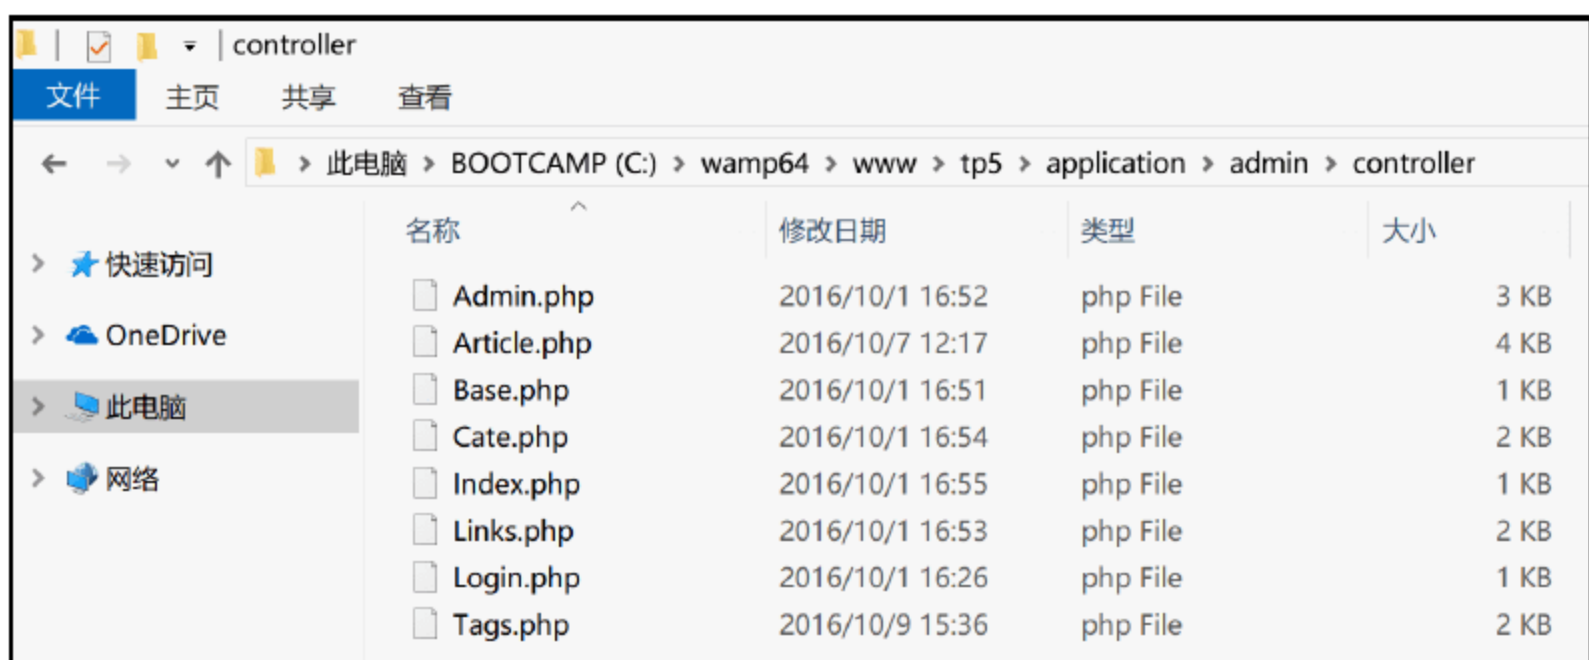 controller
文件 主页 共享 查看
此电脑 > BOOTCAMP (C:) > wamp64 > www > tp5 > application > admin > controller
名称 修改日期 类型 大小
快速访问
OneDrive
此电脑
网络
Admin.php 2016/10/1 16:52 php File 3 KB
Article.php 2016/10/7 12:17 php File 4 KB
Base.php 2016/10/1 16:51 php File 1 KB
Cate.php 2016/10/1 16:54 php File 2 KB
Index.php 2016/10/1 16:55 php File 1 KB
Links.php 2016/10/1 16:53 php File 2 KB
Login.php 2016/10/1 16:26 php File 1 KB
Tags.php 2016/10/9 15:36 php File 2 KB